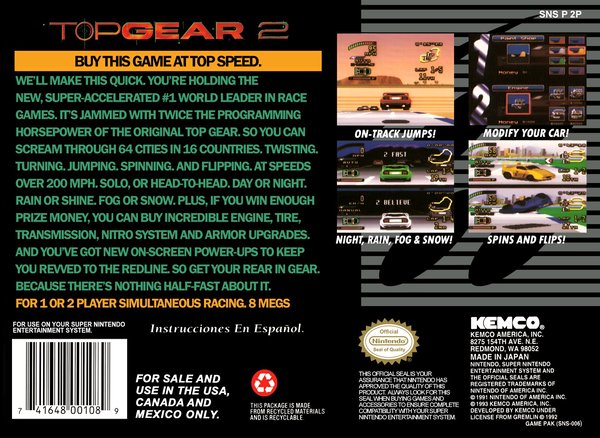 SNS P 2P
TOP GEAR 2
BUY THIS GAME AT TOP SPEED.
WE'LL MAKE THIS QUICK. YOU'RE HOLDING THE
NEW, SUPER-ACCELERATED #1 WORLD LEADER IN RACE
GAMES. IT'S JAMMED WITH TWICE THE PROGRAMMING
HORSEPOWER OF THE ORIGINAL TOP GEAR. SO YOU CAN
SCREAM THROUGH 64 CITIES IN 16 COUNTRIES. TWISTING.
TURNING. JUMPING. SPINNING. AND FLIPPING. AT SPEEDS
OVER 200 MPH. SOLO, OR HEAD-TO-HEAD. DAY OR NIGHT.
RAIN OR SHINE. FOG OR SNOW. PLUS, IF YOU WIN ENOUGH
PRIZE MONEY, YOU CAN BUY INCREDIBLE ENGINE, TIRE,
TRANSMISSION, NITRO SYSTEM AND ARMOR UPGRADES.
AND YOU'VE GOT NEW ON-SCREEN POWER-UPS TO KEEP
YOU REVVED TO THE REDLINE. SO GET YOUR REAR IN GEAR.
BECAUSE THERE'S NOTHING HALF-FAST ABOUT IT.
FOR 1 OR 2 PLAYER SIMULTANEOUS RACING. 8 MEGS
Paint Shop
Engine
ON-TRACK JUMPS!
MODIFY YOUR CAR!
2 FAST
2 BELIEVE
NIGHT, RAIN, FOG & SNOW!
SPINS AND FLIPS!
FOR USE ON YOUR SUPER NINTENDO
ENTERTAINMENT SYSTEM.
Instrucciones En Español.
7 41648 00108 9
FOR SALE AND
USE IN THE USA,
CANADA AND
MEXICO ONLY.
THIS PACKAGE IS MADE
FROM RECYCLED MATERIALS
AND IS RECYCLABLE.
Official
Nintendo
Seal of Quality
THIS OFFICIAL SEAL IS YOUR
ASSURANCE THAT NINTENDO HAS
APPROVED THE QUALITY OF THIS
PRODUCT. ALWAYS LOOK FOR THIS
SEAL WHEN BUYING GAMES AND
ACCESSORIES TO ENSURE COMPLETE
COMPATIBILITY WITH YOUR SUPER
NINTENDO ENTERTAINMENT SYSTEM.
KEMCO®
KEMCO AMERICA, INC.
8275 154TH AVE. N.E.
REDMOND, WA 98052
MADE IN JAPAN
NINTENDO, SUPER NINTENDO
ENTERTAINMENT SYSTEM AND
THE OFFICIAL SEALS ARE
REGISTERED TRADEMARKS OF
NINTENDO OF AMERICA INC.
© 1991 NINTENDO OF AMERICA INC.
© 1993 KEMCO AMERICA, INC.
DEVELOPED BY KEMCO UNDER
LICENSE FROM GREMLIN © 1992
GAME PAK (SNS-006)